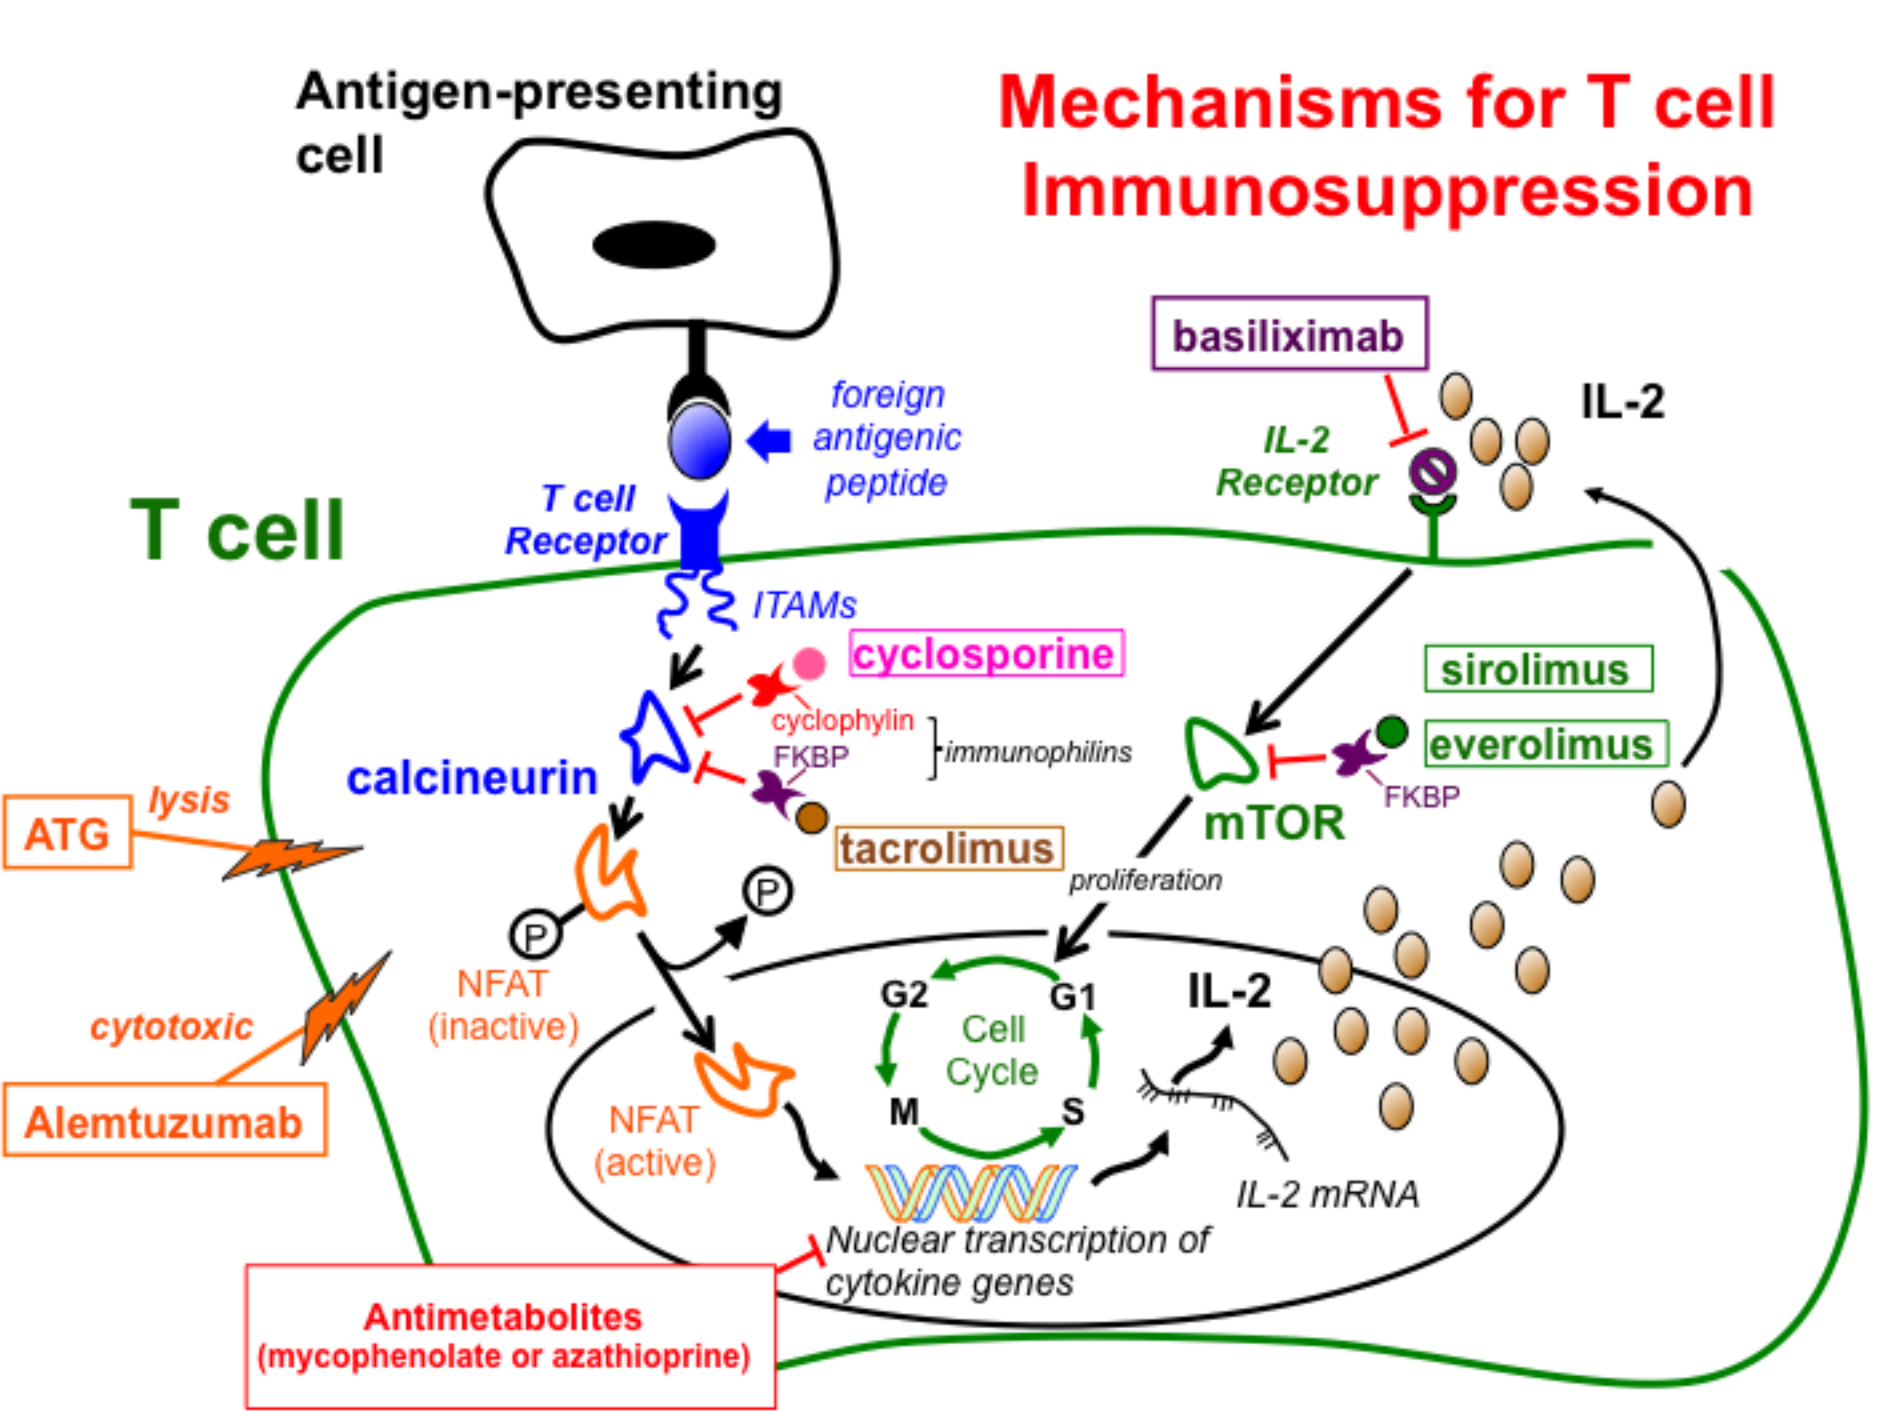 Antigen-presenting
cell
Mechanisms for T cell
Immunosuppression
basiliximab
IL-2
foreign
antigenic
peptide
IL-2
Receptor
T cell
T cell
Receptor
ITAMs
cyclosporine
sirolimus
cyclophylin
FKBP
immunophilins
everolimus
calcineurin
FKBP
mTOR
lysis
ATG
tacrolimus
proliferation
P
P
NFAT
(inactive)
G2
G1
IL-2
Cell
Cycle
cytotoxic
Alemtuzumab
M
S
NFAT
(active)
IL-2 mRNA
Nuclear transcription of
cytokine genes
Antimetabolites
(mycophenolate or azathioprine)